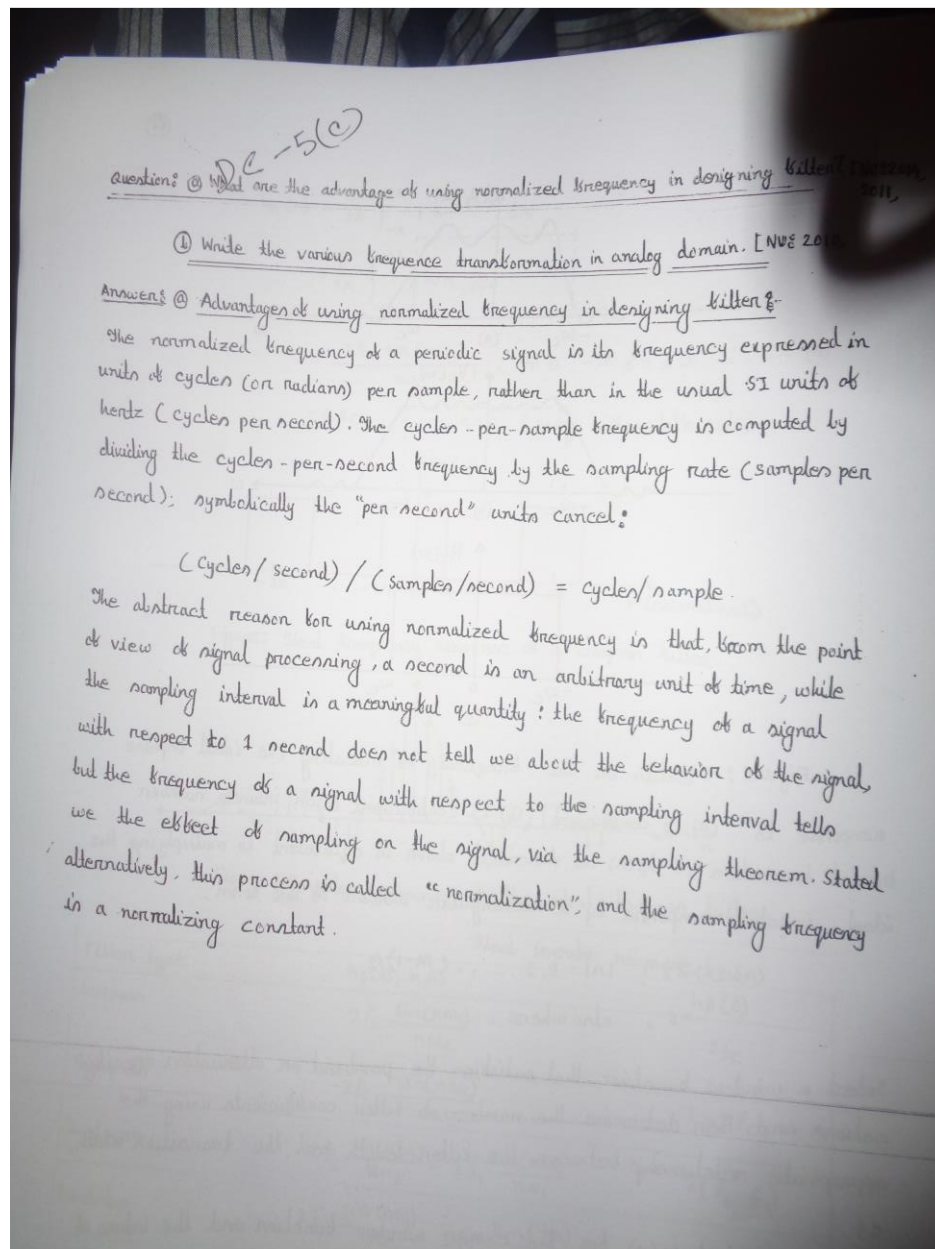 DC - 5(C)
Question: ⓐ What are the advantage of using normalized frequency in designing filter?
2011,
① Write the various frequence transformation in analog domain. [NUE 2010
Answer: ⓐ Advantages of using normalized frequency in designing filter :-
The normalized frequency of a periodic signal is its frequency expressed in
units of cycles (or radians) per sample, rather than in the usual SI units of
hertz (cycles per second). The cycles-per-sample frequency is computed by
dividing the cycles-per-second frequency by the sampling rate (samples per
second); symbolically the "per second" units cancel:
(Cycles/second) / (samples/second) = cycles/sample.
The abstract reason for using normalized frequency is that, from the point
of view of signal processing, a second is an arbitrary unit of time, while
the sampling interval is a meaningful quantity: the frequency of a signal
with respect to 1 second does not tell we about the behavior of the signal,
but the frequency of a signal with respect to the sampling interval tells
we the effect of sampling on the signal, via the sampling theorem. Stated
alternatively, this process is called "normalization", and the sampling frequency
is a normalizing constant.